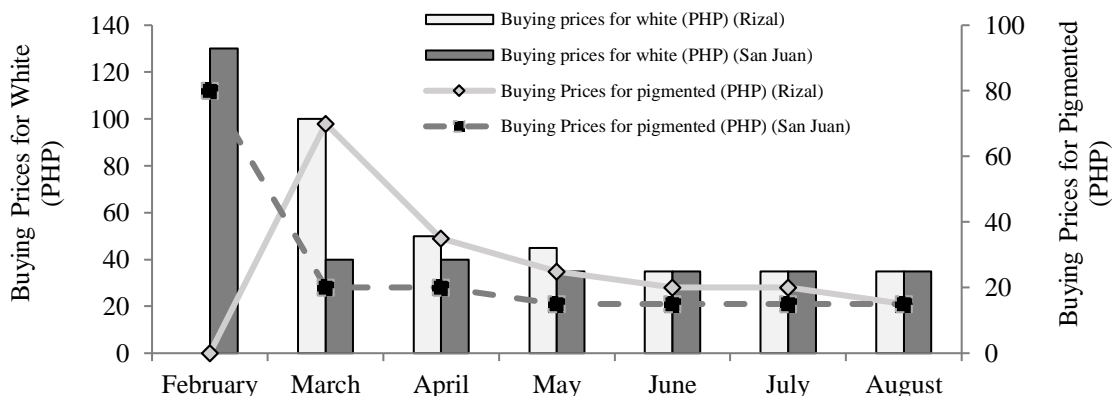 Buying Prices for White
(PHP)
140
120
100
80
60
40
20
0
Buying prices for white (PHP) (Rizal)
Buying prices for white (PHP) (San Juan)
Buying Prices for pigmented (PHP) (Rizal)
Buying Prices for pigmented (PHP) (San Juan)
100
80
60
40
20
0
Buying Prices for Pigmented
(PHP)
February March April May June July August